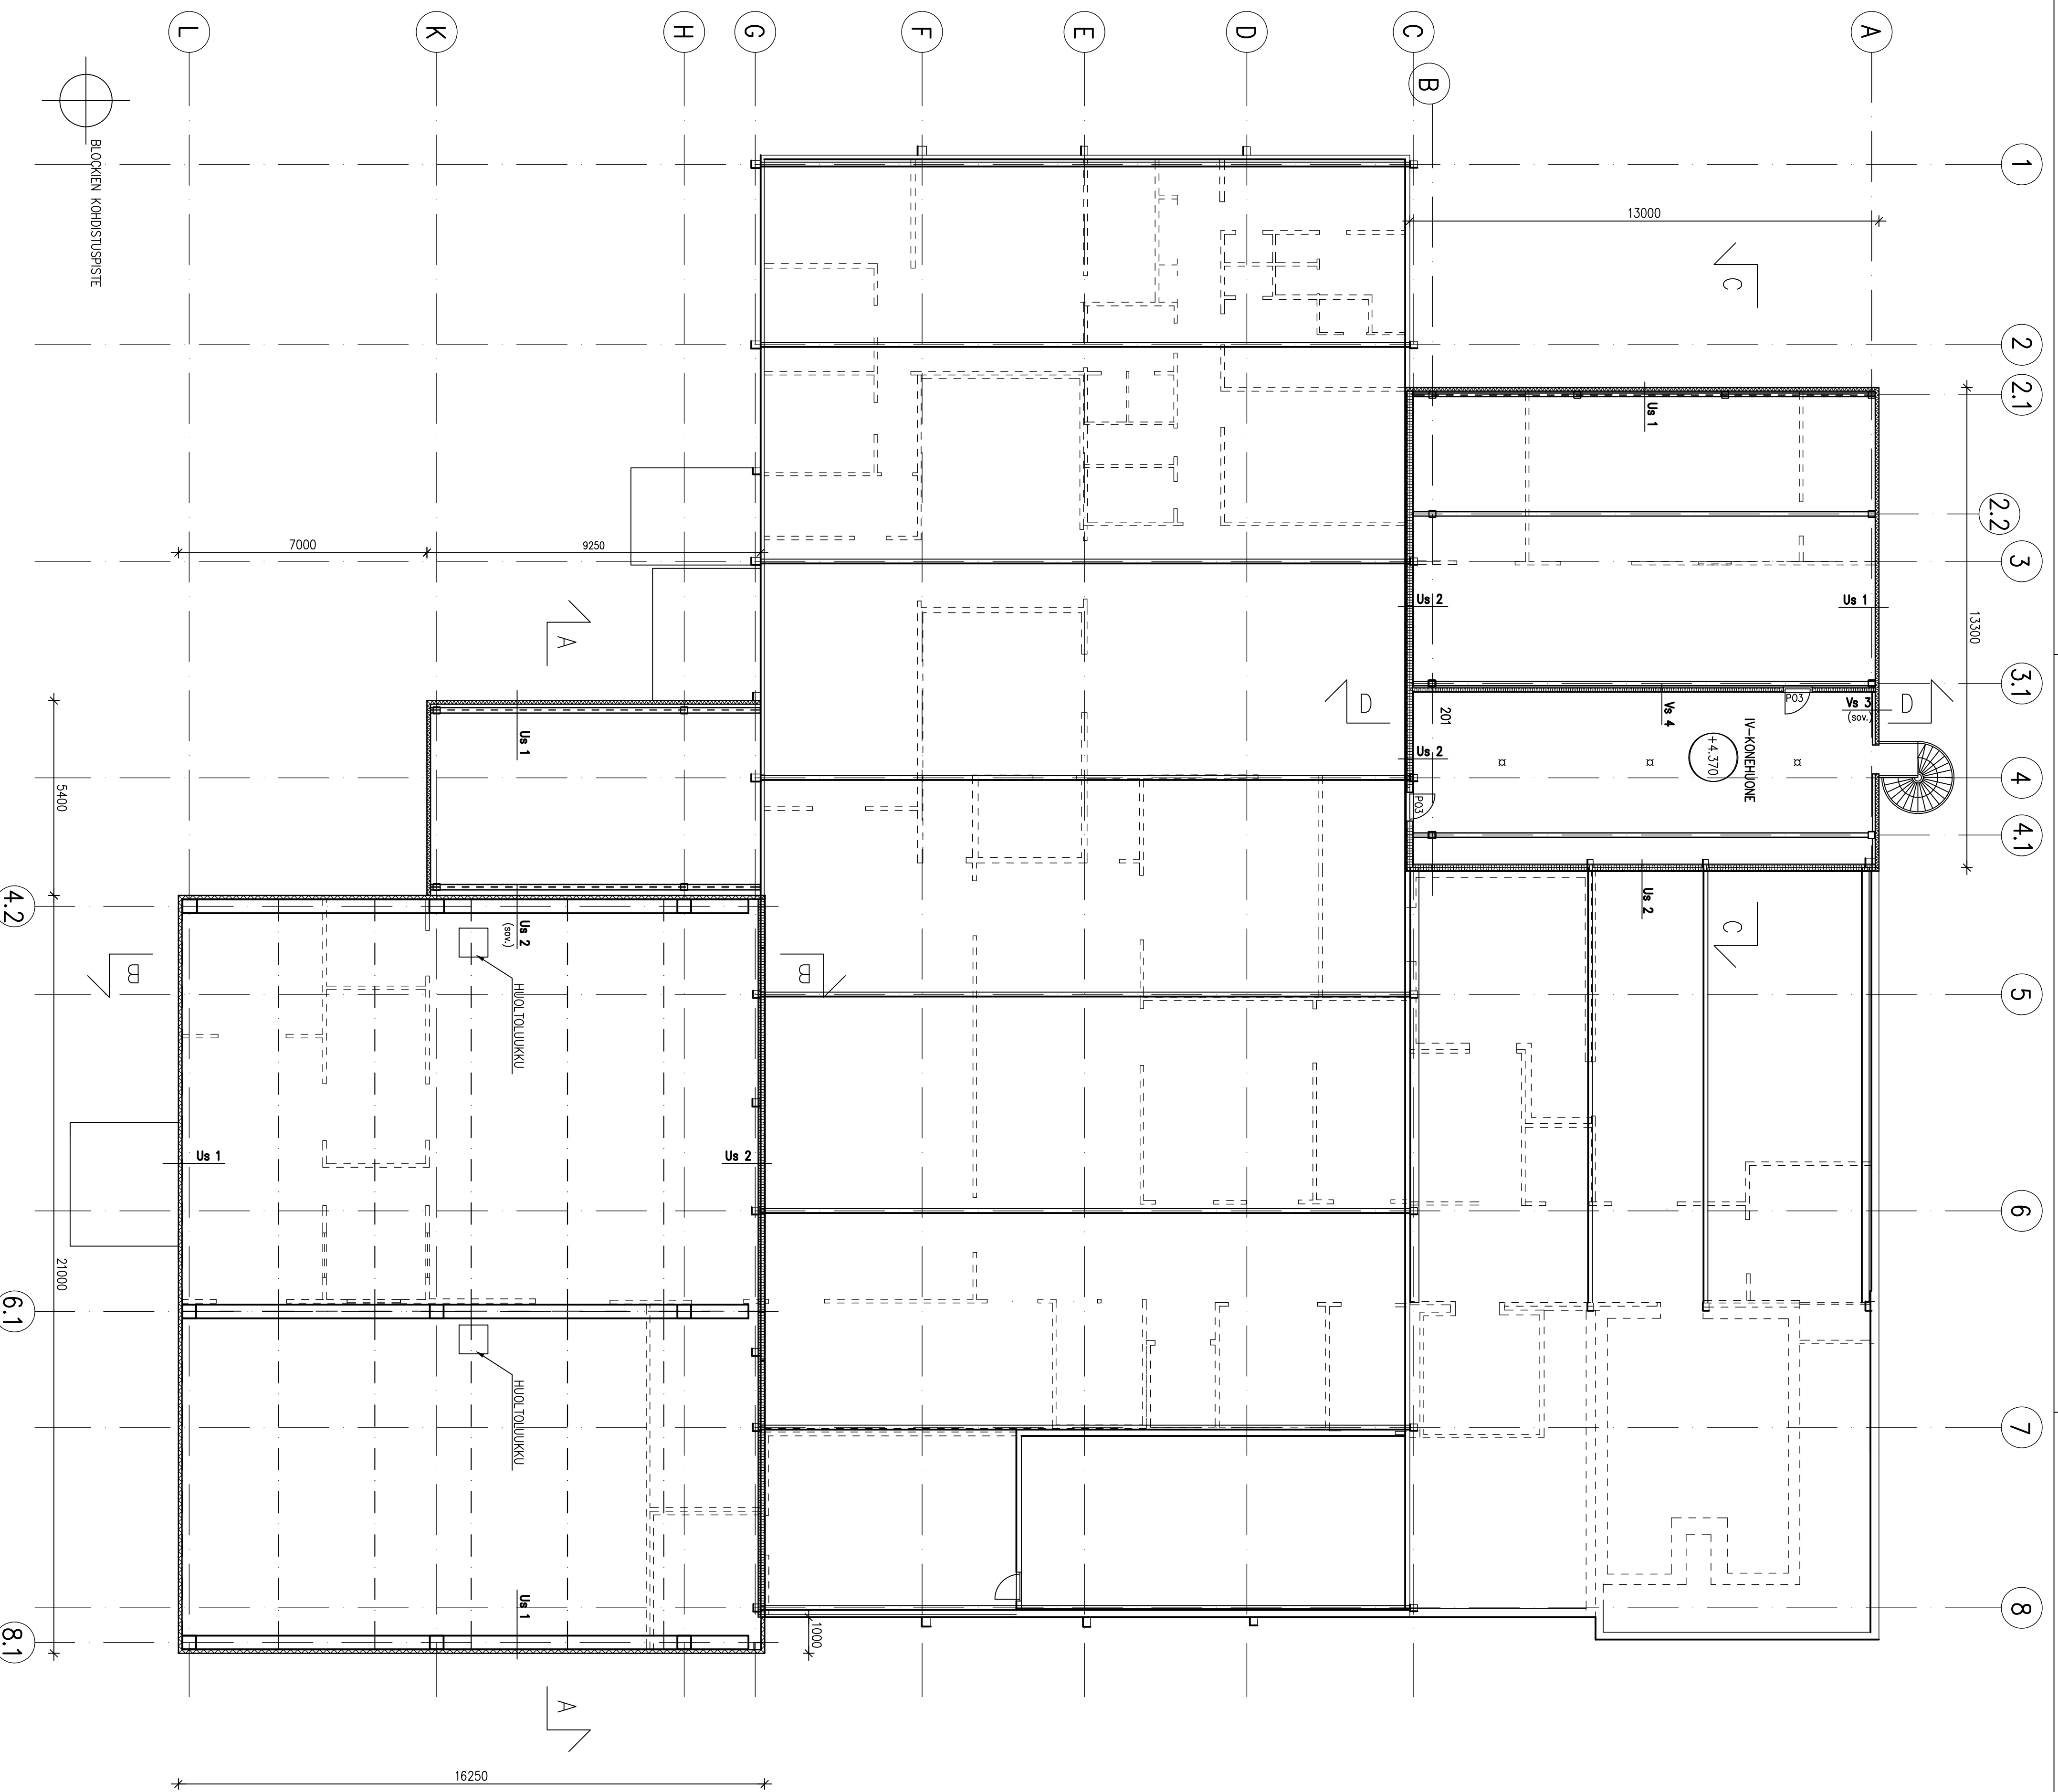 L
K
H
G
F
E
D
C
B
A
BLOCKIEN KOHDISTUSPISTE
1
2
2.1
2.2
3
3.1
4
4.1
5
6
7
8
13000
C
Us 1
7000
9250
Us 2
Us 1
13300
A
D
D
P03
Vs 3
(sov.)
Vs 4
201
IV-KONEHUONE
+4.370
Us 1
Us 2
P03
5400
4.2
Us 2
(sov.)
Us 2
C
B
B
HUOLTOLUUKKU
Us 1
Us 2
21000
6.1
HUOLTOLUUKKU
Us 1
1000
8.1
A
16250